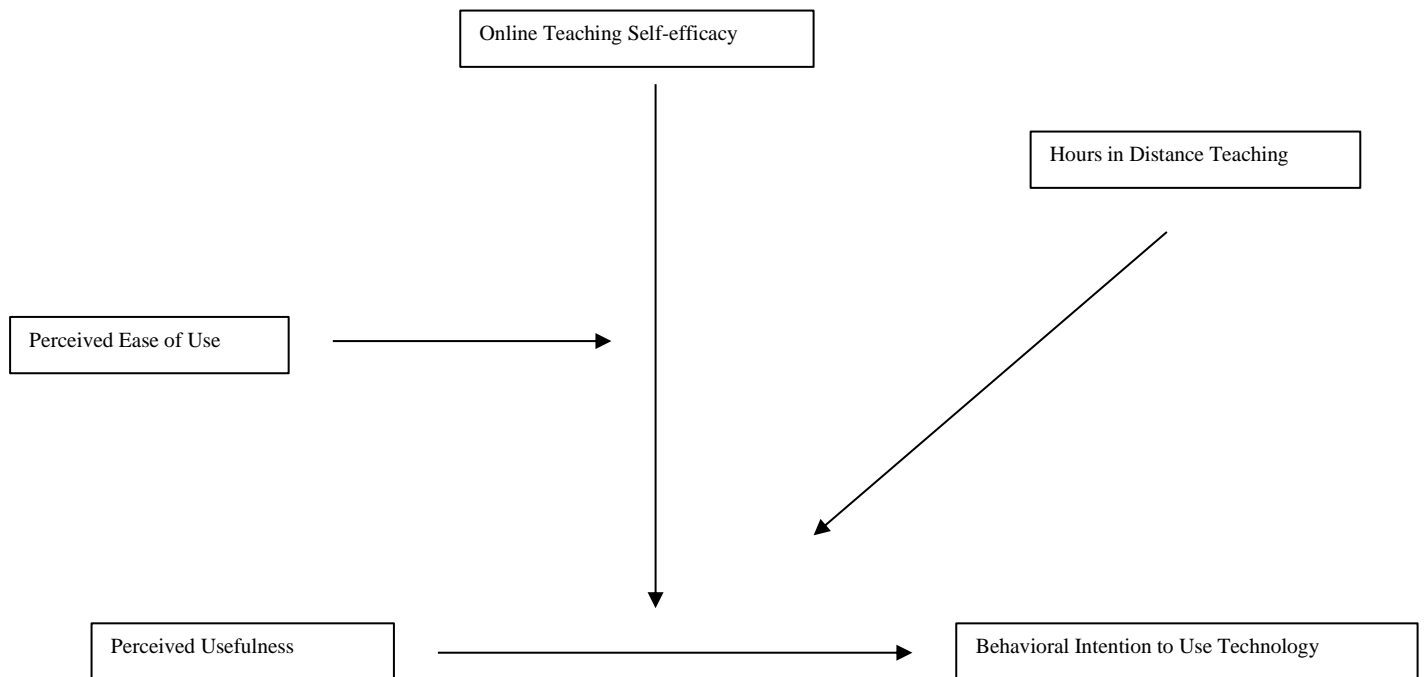 Online Teaching Self-efficacy
Hours in Distance Teaching
Perceived Ease of Use
Perceived Usefulness
Behavioral Intention to Use Technology